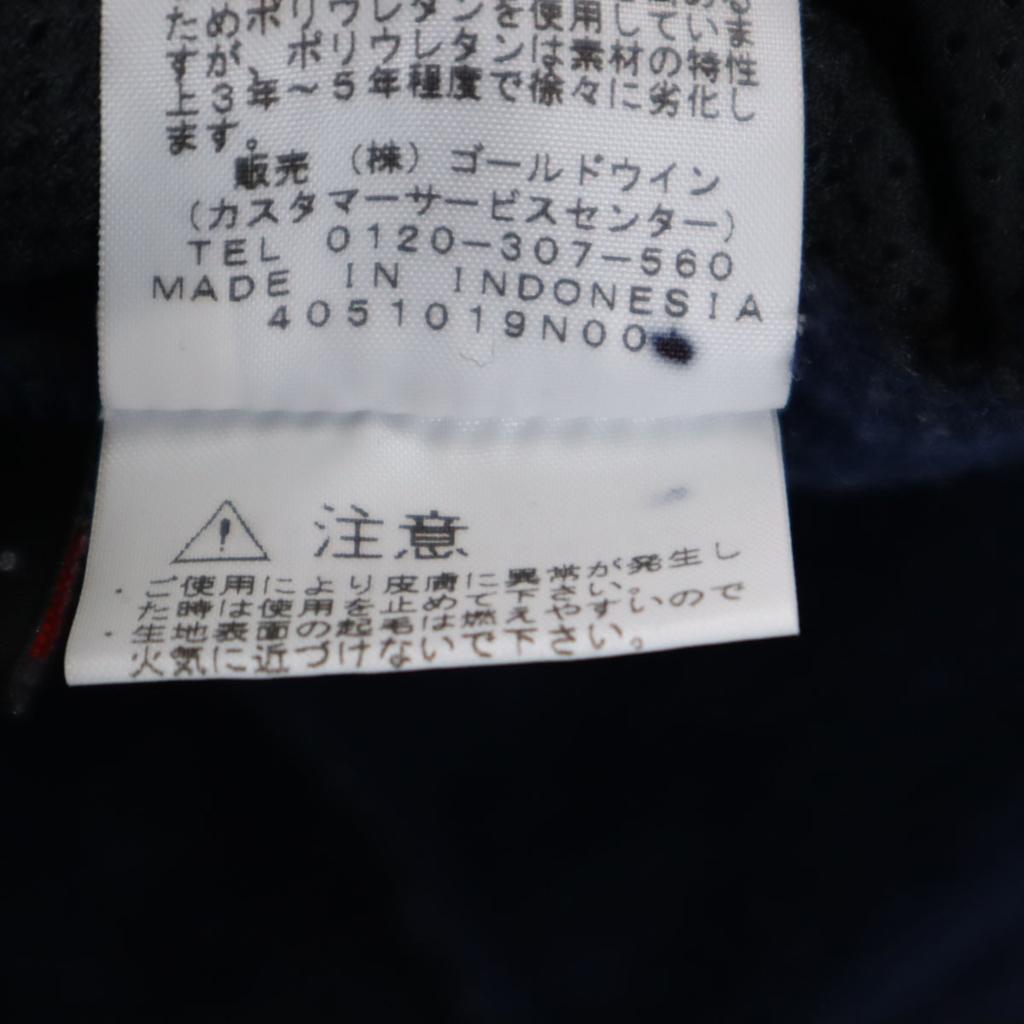 ためポリウレタンを使用し
すが、ポリウレタンは素材の特性
上3年～5年程度で徐々に劣化し
ます。
販売 (株) ゴールドウイン
(カスタマーサービスセンター)
TEL 0120-307-560
MADE IN INDONESIA
4051019N00
⚠ 注意
・ご使用により皮膚に異常が発生し
た時は使用を止めて下さい。
・生地表面の起毛は燃えやすいので
火気に近づけないで下さい。